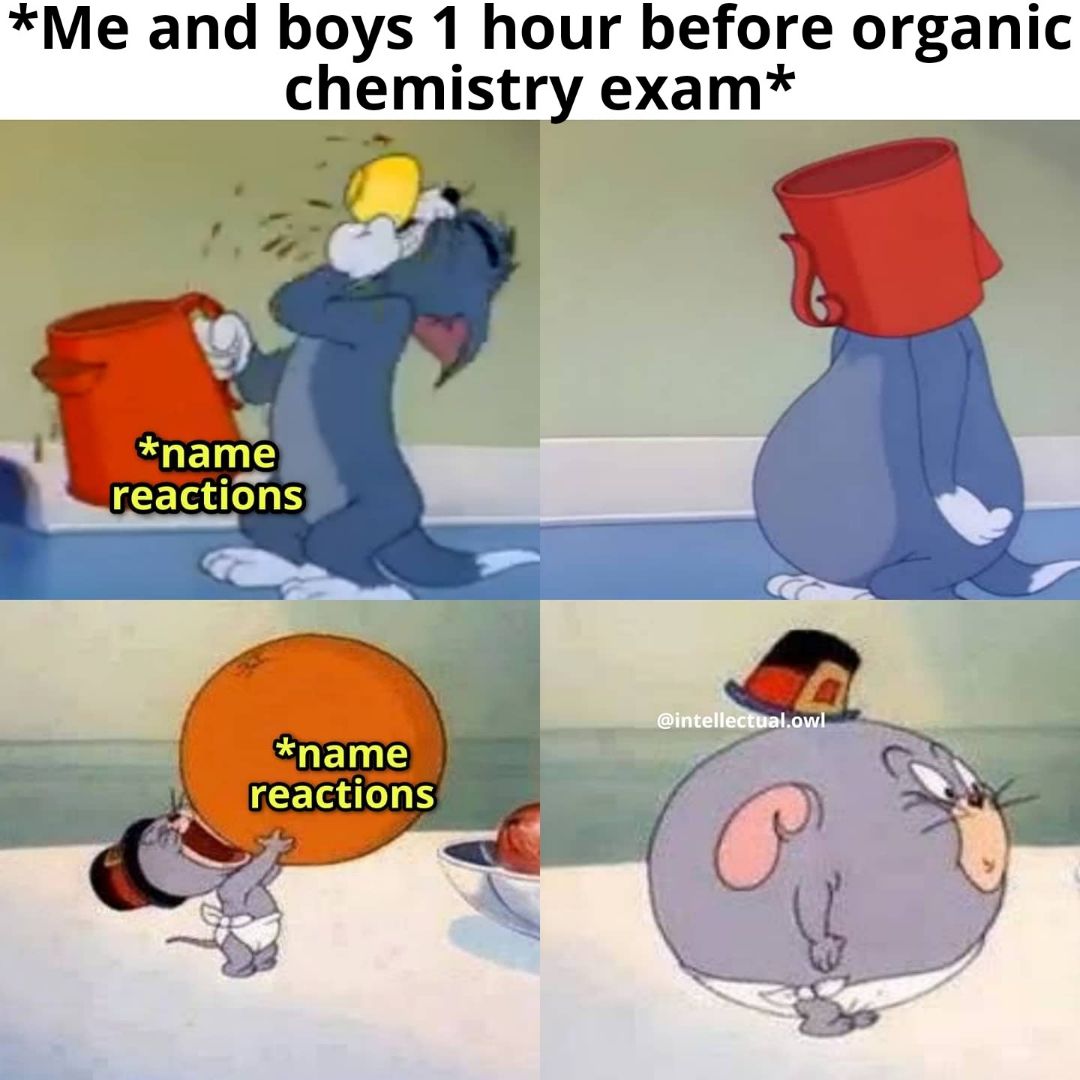 *Me and boys 1 hour before organic
chemistry exam*
*name
reactions
*name
reactions
@intellectual.owl